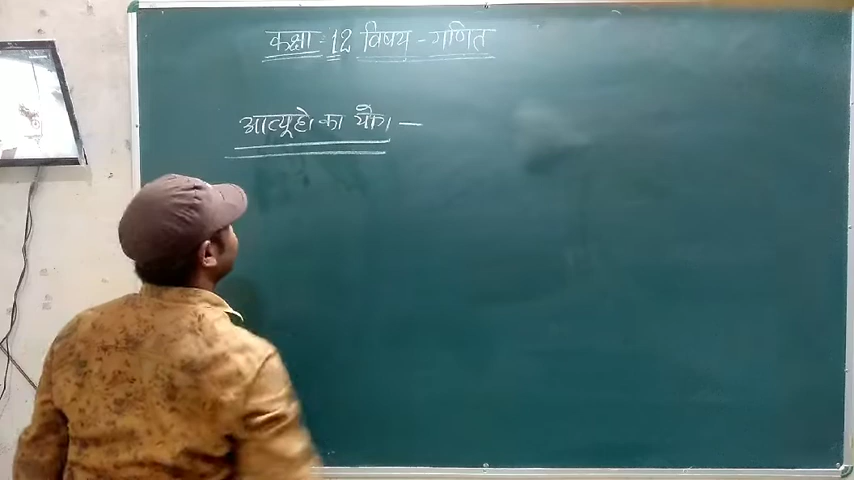 कक्षा - 12 विषय - गणित
आव्यूहो का योग। -